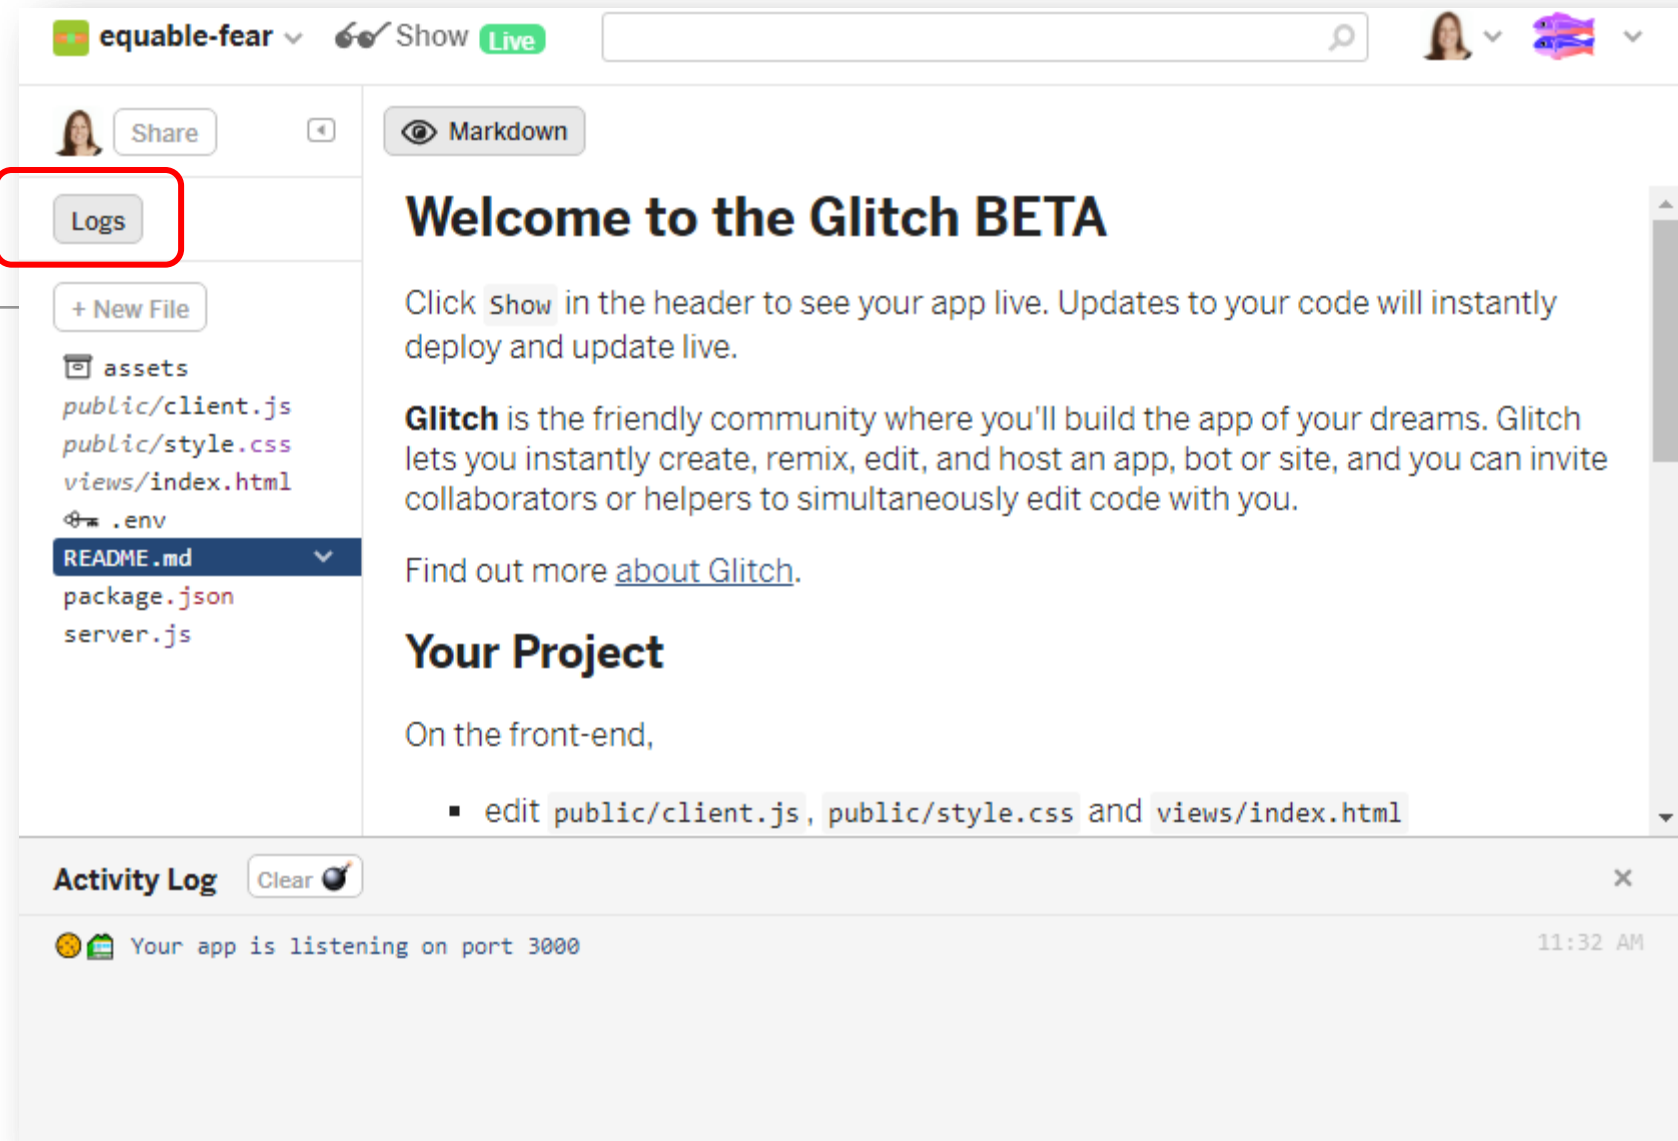 equable-fear Show Live
Share
Markdown
Logs
+ New File
assets
public/client.js
public/style.css
views/index.html
.env
README.md
package.json
server.js
Welcome to the Glitch BETA
Click Show in the header to see your app live. Updates to your code will instantly
deploy and update live.
Glitch is the friendly community where you'll build the app of your dreams. Glitch
lets you instantly create, remix, edit, and host an app, bot or site, and you can invite
collaborators or helpers to simultaneously edit code with you.
Find out more about Glitch.
Your Project
On the front-end,
▪ edit public/client.js, public/style.css and views/index.html
Activity Log Clear
Your app is listening on port 3000 11:32 AM